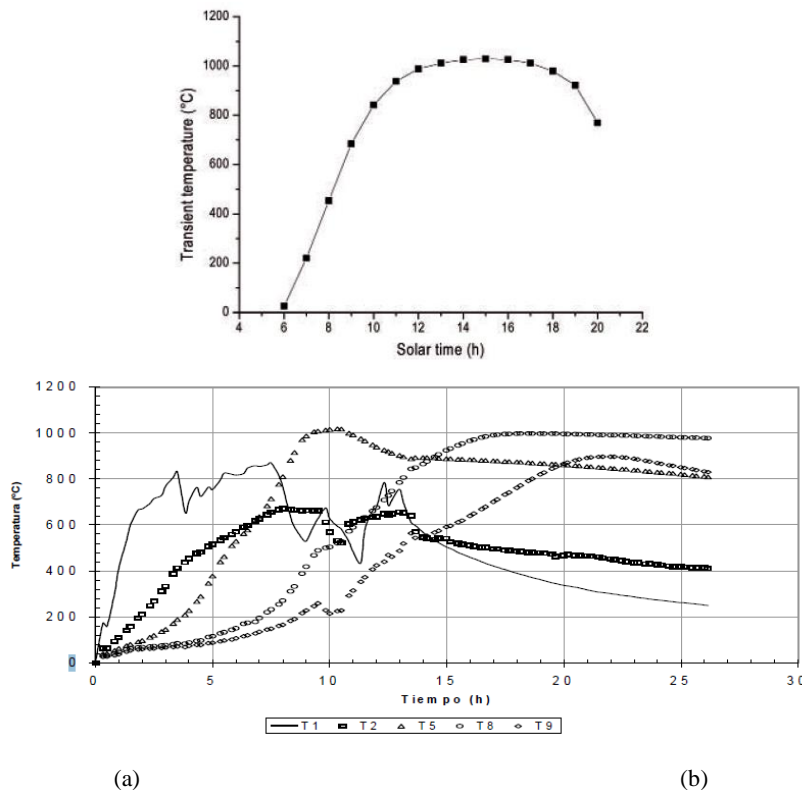 1200
1000
800
600
400
200
0
Transient temperature (°C)
4 6 8 10 12 14 16 18 20 22
Solar time (h)
1200
1000
800
600
400
200
0
Temperatura (°C)
0 5 10 15 20 25 30
Tiempo (h)
T1 T2 T5 T8 T9
(a) (b)